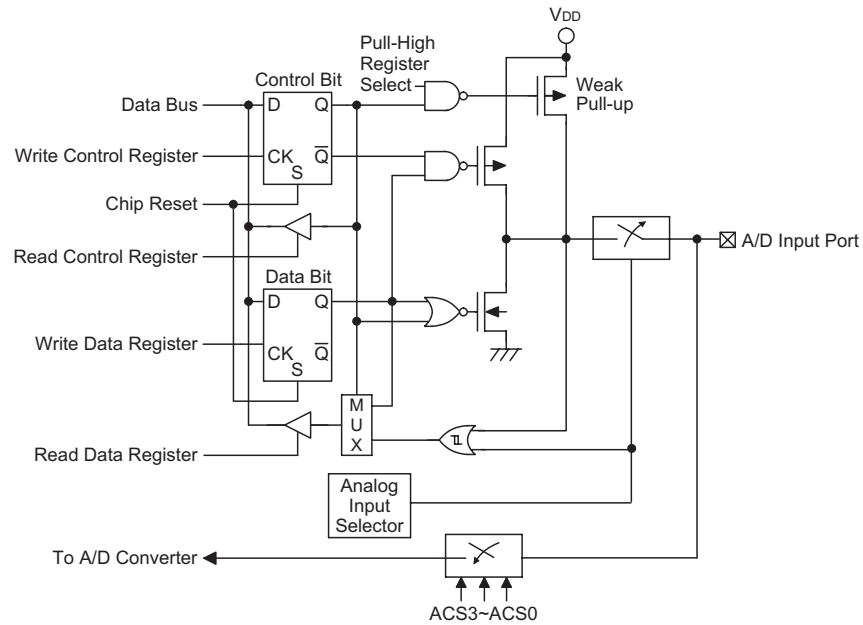 VDD
Pull-High
Register
Select
Weak
Pull-up
Control Bit
Data Bus
D
Q
Write Control Register
CK
Q
S
Chip Reset
Read Control Register
A/D Input Port
Data Bit
D
Q
Write Data Register
CK
Q
S
M
U
X
Read Data Register
Analog
Input
Selector
To A/D Converter
ACS3~ACS0